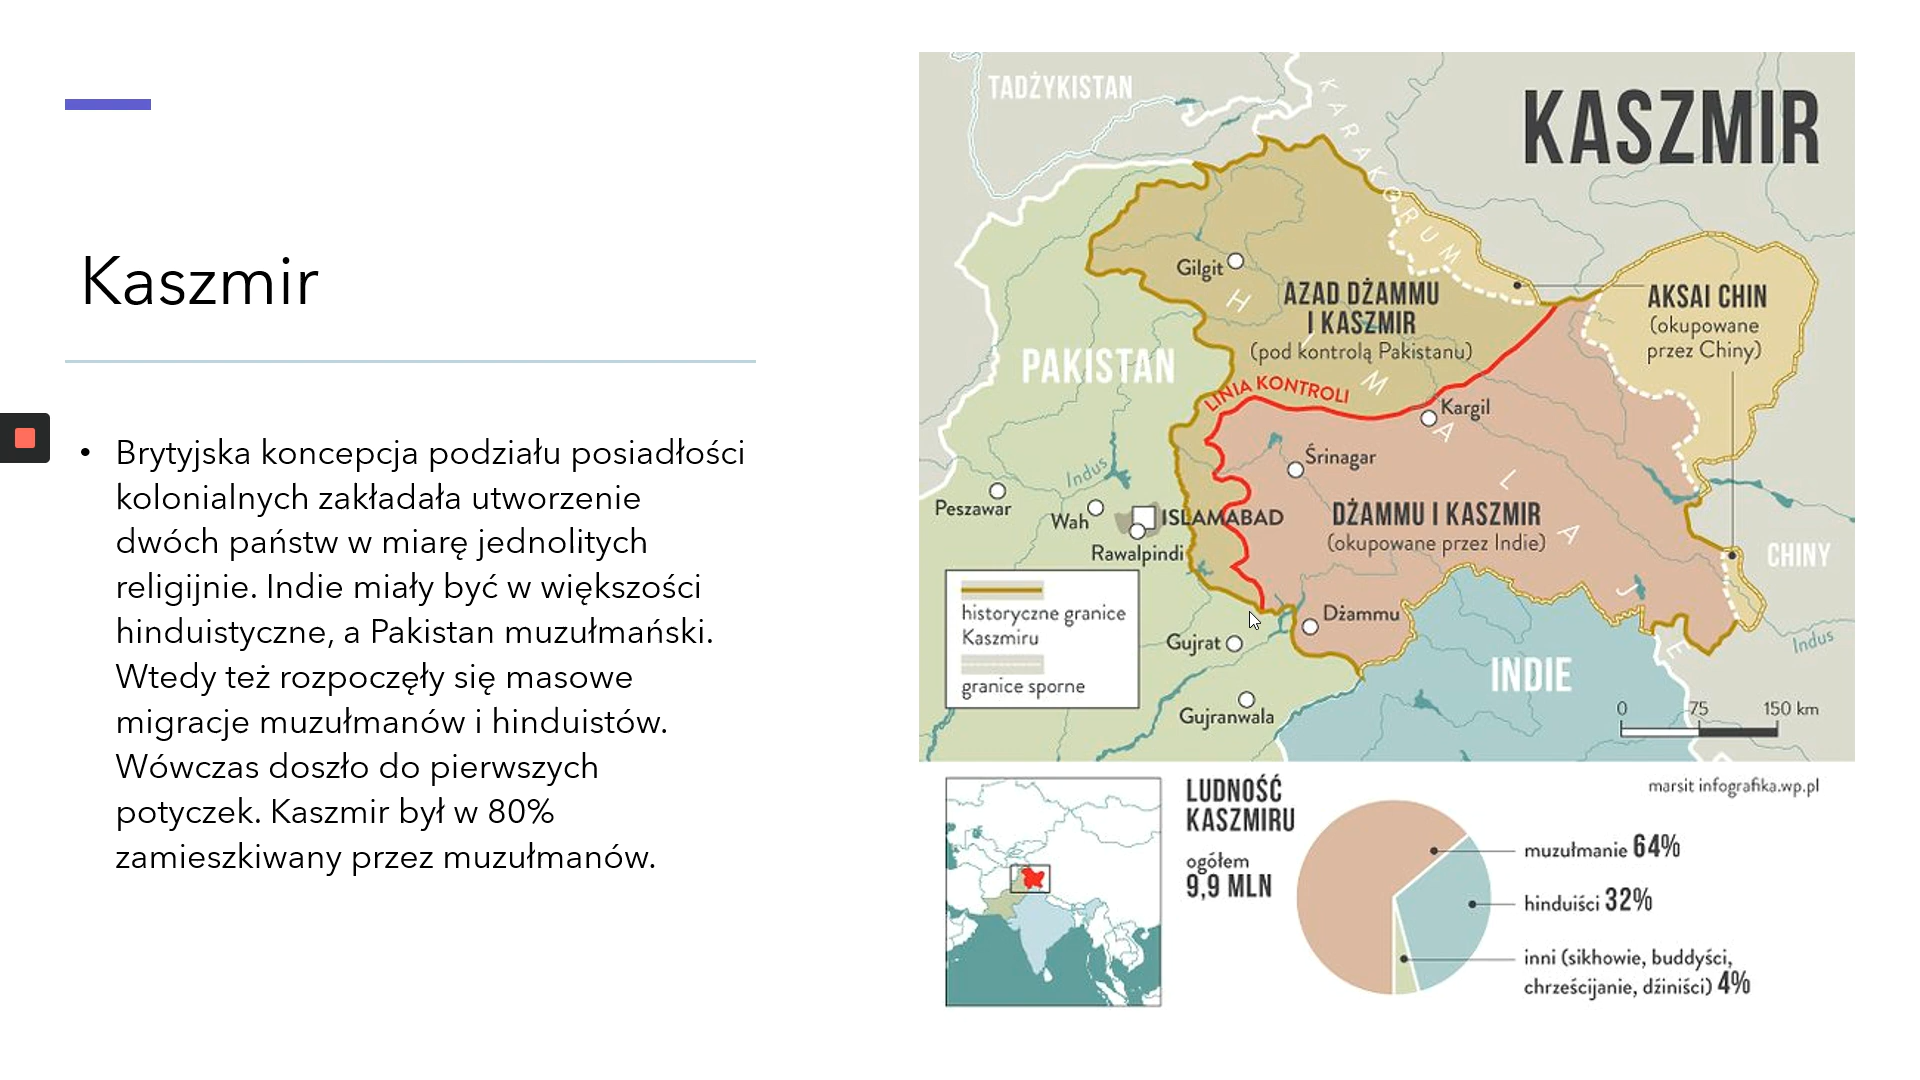 Kaszmir
• Brytyjska koncepcja podziału posiadłości
kolonialnych zakładała utworzenie
dwóch państw w miarę jednolitych
religijnie. Indie miały być w większości
hinduistyczne, a Pakistan muzułmański.
Wtedy też rozpoczęły się masowe
migracje muzułmanów i hinduistów.
Wówczas doszło do pierwszych
potyczek. Kaszmir był w 80%
zamieszkiwany przez muzułmanów.
KASZMIR
TADŻYKISTAN
KARAKORUM
Gilgit
AZAD DŻAMMU
I KASZMIR
(pod kontrolą Pakistanu)
AKSAI CHIN
(okupowane
przez Chiny)
PAKISTAN
LINIA KONTROLI
HIMALAJE
Kargil
Śrinagar
Indus
Peszawar
Wah
ISLAMABAD
Rawalpindi
DŻAMMU I KASZMIR
(okupowane przez Indie)
CHINY
historyczne granice
Kaszmiru
granice sporne
Dżammu
Gujrat
Indus
INDIE
Gujranwala
0 75 150 km
marsit infografika.wp.pl
LUDNOŚĆ
KASZMIRU
ogółem
9,9 MLN
muzułmanie 64%
hinduiści 32%
inni (sikhowie, buddyści,
chrześcijanie, dźiniści) 4%